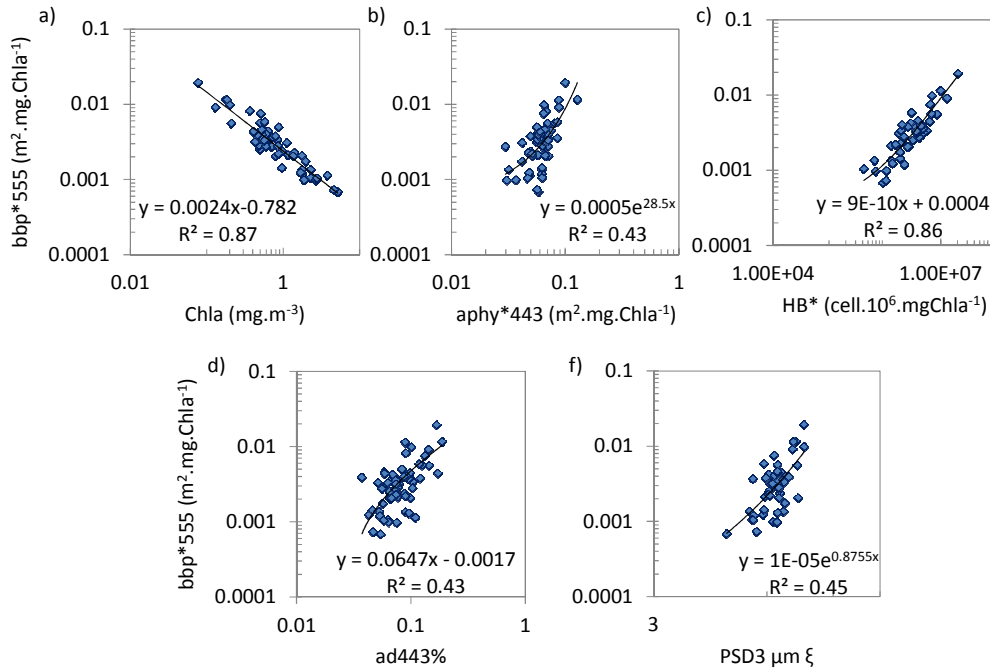 a)
0.1
0.01
0.001
0.0001
bbp*555 (m².mg.Chla⁻¹)
y = 0.0024x-0.782
R² = 0.87
0.01
1
Chla (mg.m⁻³)
b)
0.1
0.01
0.001
0.0001
y = 0.0005e²⁸·⁵ˣ
R² = 0.43
0.01
0.1
1
aphy*443 (m².mg.Chla⁻¹)
c)
0.1
0.01
0.001
0.0001
y = 9E-10x + 0.0004
R² = 0.86
1.00E+04
1.00E+07
HB* (cell.10⁶.mgChla⁻¹)
d)
0.1
0.01
0.001
0.0001
bbp*555 (m².mg.Chla⁻¹)
y = 0.0647x - 0.0017
R² = 0.43
0.01
0.1
1
ad443%
f)
0.1
0.01
0.001
0.0001
y = 1E-05e⁰·⁸⁷⁵⁵ˣ
R² = 0.45
3
PSD3 µm ξ